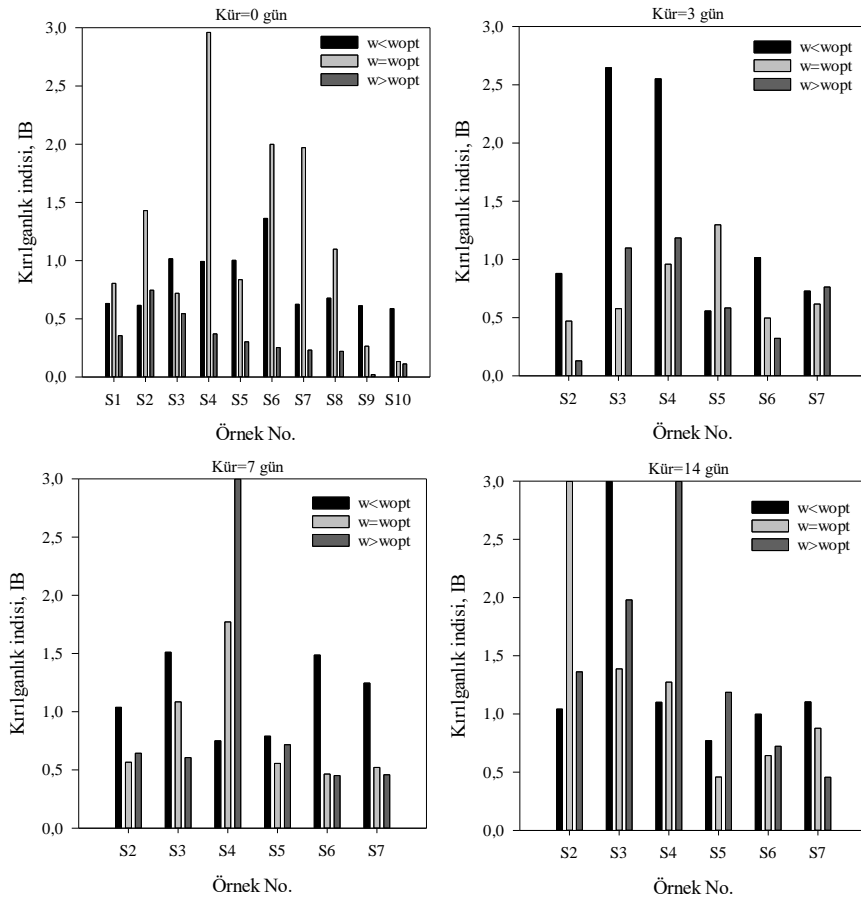 Kür=0 gün
3,0
2,5
2,0
1,5
1,0
0,5
0,0
Kırılganlık indisi, IB
w<wopt
w=wopt
w>wopt
S1 S2 S3 S4 S5 S6 S7 S8 S9 S10
Örnek No.
Kür=3 gün
3,0
2,5
2,0
1,5
1,0
0,5
0,0
Kırılganlık indisi, IB
w<wopt
w=wopt
w>wopt
S2 S3 S4 S5 S6 S7
Örnek No.
Kür=7 gün
3,0
2,5
2,0
1,5
1,0
0,5
0,0
Kırılganlık indisi, IB
w<wopt
w=wopt
w>wopt
S2 S3 S4 S5 S6 S7
Örnek No.
Kür=14 gün
3,0
2,5
2,0
1,5
1,0
0,5
0,0
Kırılganlık indisi, IB
w<wopt
w=wopt
w>wopt
S2 S3 S4 S5 S6 S7
Örnek No.